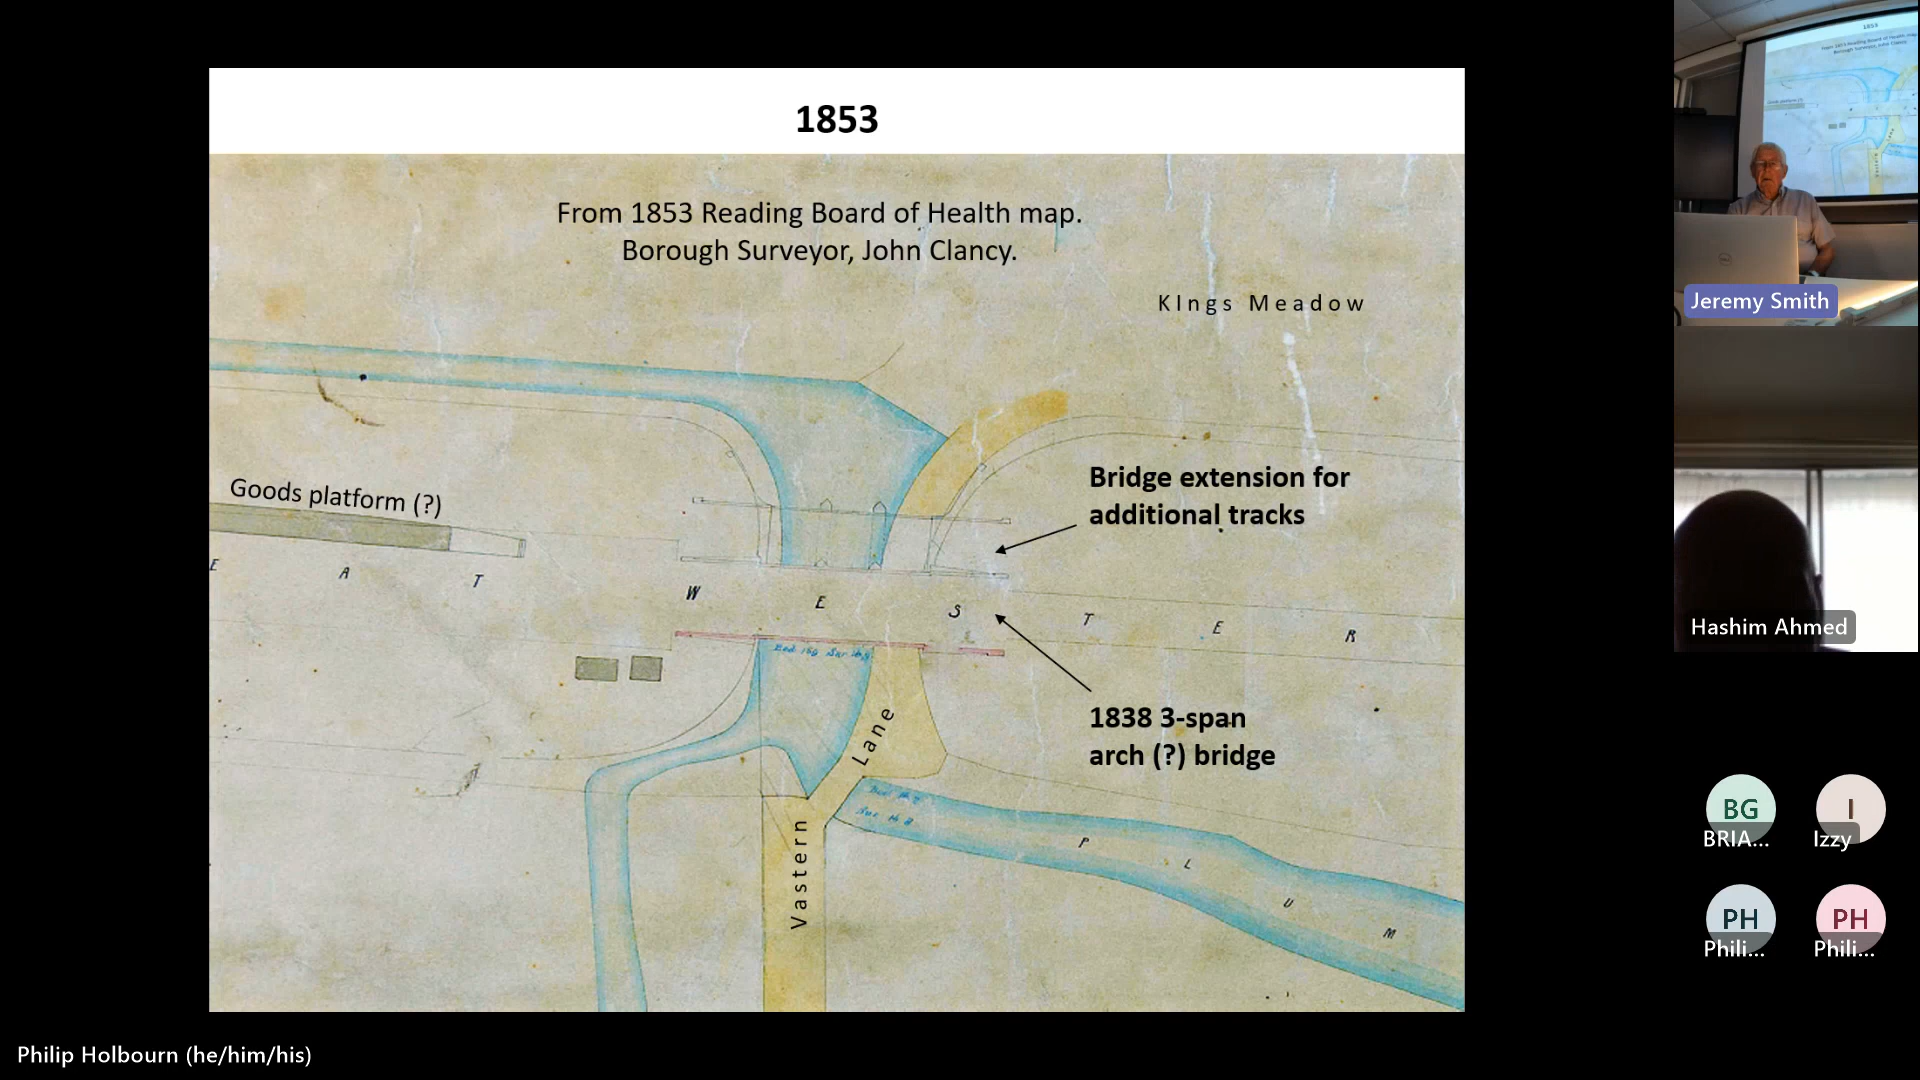 1853
From 1853 Reading Board of Health map.
Borough Surveyor, John Clancy.
KIngs Meadow
Goods platform (?)
Bridge extension for
additional tracks
E A T
W E S T E R
1838 3-span
arch (?) bridge
Lane
Vastern
P L U M
Jeremy Smith
Hashim Ahmed
BG
BRIA...
I
Izzy
PH
Phili...
PH
Phili...
Philip Holbourn (he/him/his)
1853